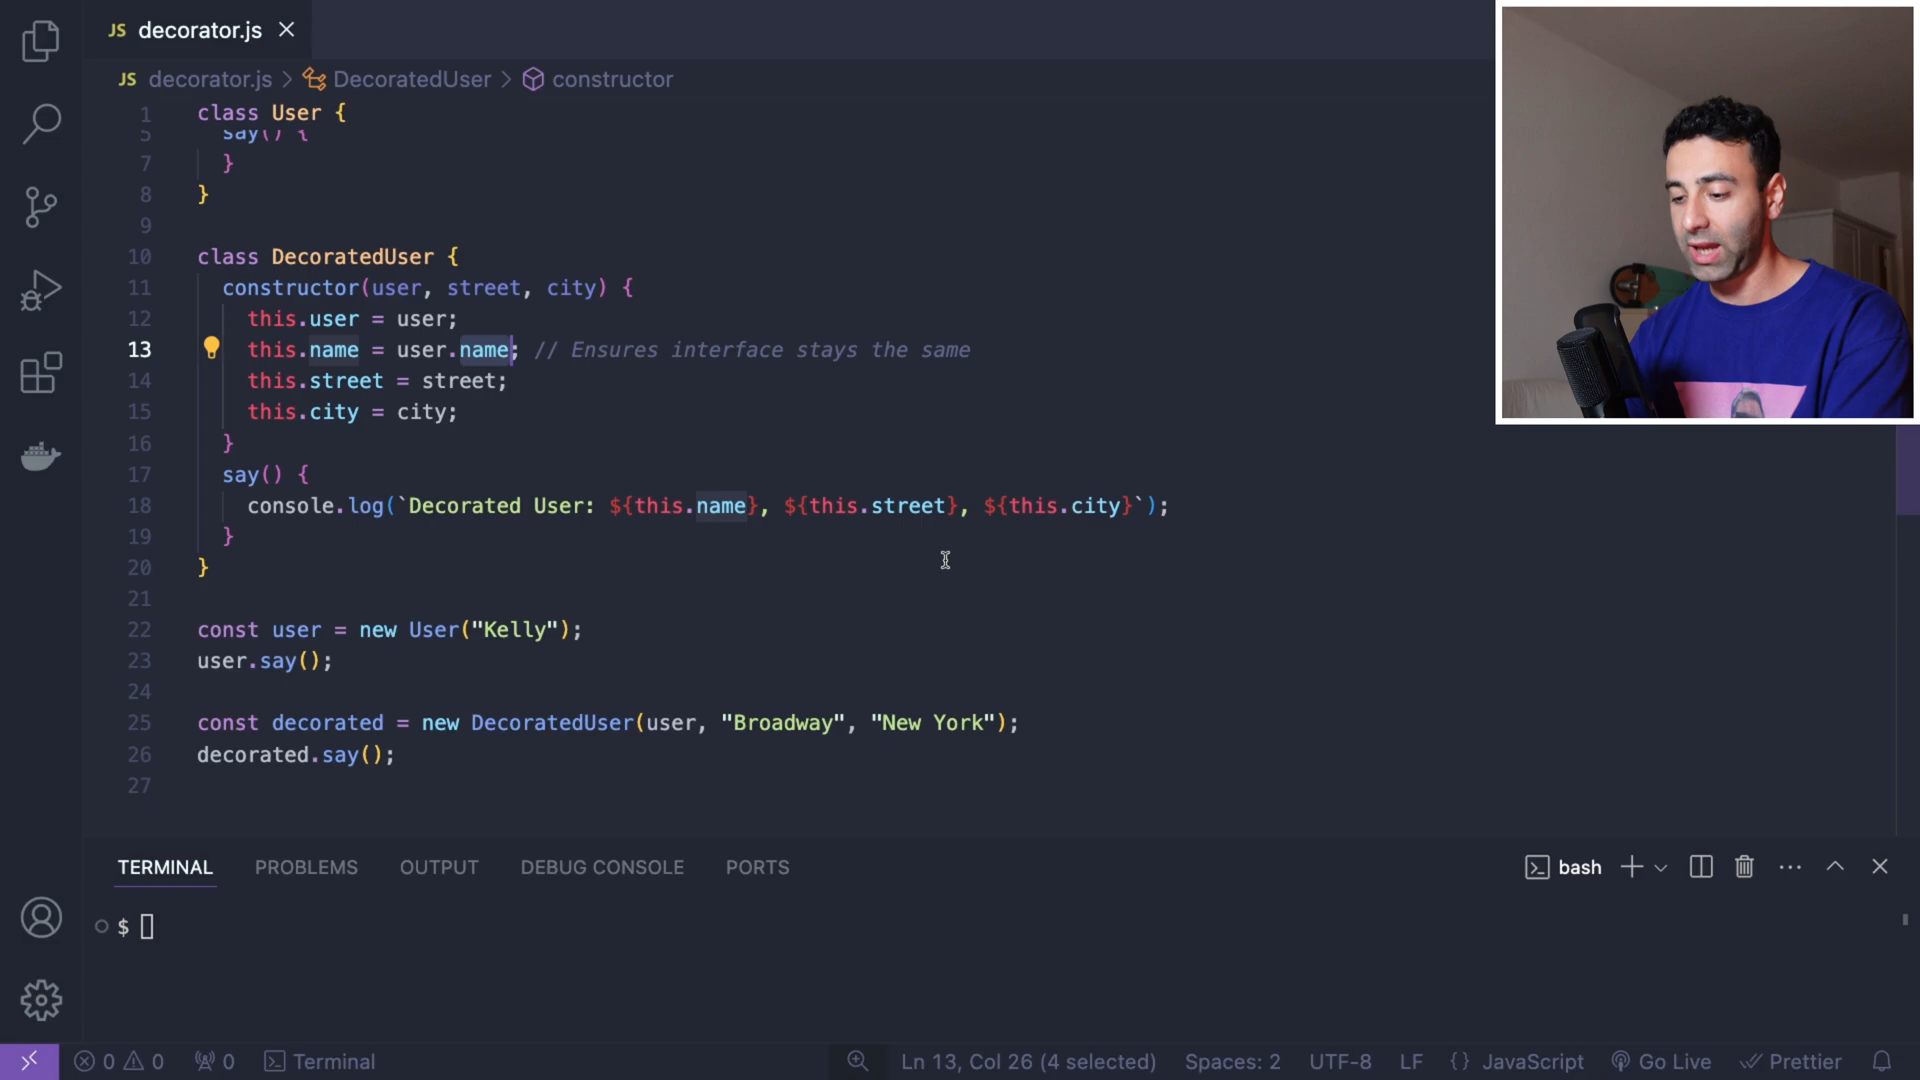 JS decorator.js
JS decorator.js > DecoratedUser > constructor
1 class User {
5 say() {
7 }
8 }
9
10 class DecoratedUser {
11 constructor(user, street, city) {
12 this.user = user;
13 this.name = user.name; // Ensures interface stays the same
14 this.street = street;
15 this.city = city;
16 }
17 say() {
18 console.log(`Decorated User: ${this.name}, ${this.street}, ${this.city}`);
19 }
20 }
21
22 const user = new User("Kelly");
23 user.say();
24
25 const decorated = new DecoratedUser(user, "Broadway", "New York");
26 decorated.say();
27
TERMINAL PROBLEMS OUTPUT DEBUG CONSOLE PORTS bash
$
0 0 0 Terminal Ln 13, Col 26 (4 selected) Spaces: 2 UTF-8 LF {} JavaScript Go Live Prettier